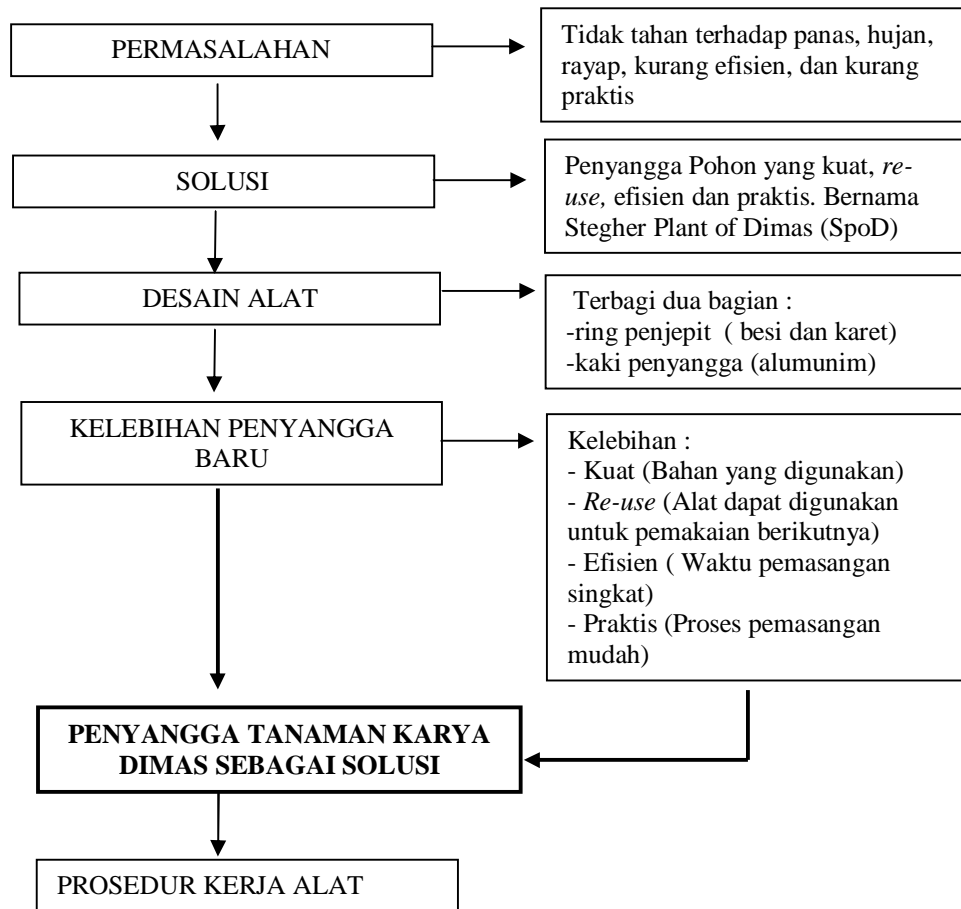 PERMASALAHAN
Tidak tahan terhadap panas, hujan,
rayap, kurang efisien, dan kurang
praktis
SOLUSI
Penyangga Pohon yang kuat, re-
use, efisien dan praktis. Bernama
Stegher Plant of Dimas (SpoD)
DESAIN ALAT
Terbagi dua bagian :
-ring penjepit ( besi dan karet)
-kaki penyangga (alumunim)
KELEBIHAN PENYANGGA
BARU
Kelebihan :
- Kuat (Bahan yang digunakan)
- Re-use (Alat dapat digunakan
untuk pemakaian berikutnya)
- Efisien ( Waktu pemasangan
singkat)
- Praktis (Proses pemasangan
mudah)
PENYANGGA TANAMAN KARYA
DIMAS SEBAGAI SOLUSI
PROSEDUR KERJA ALAT